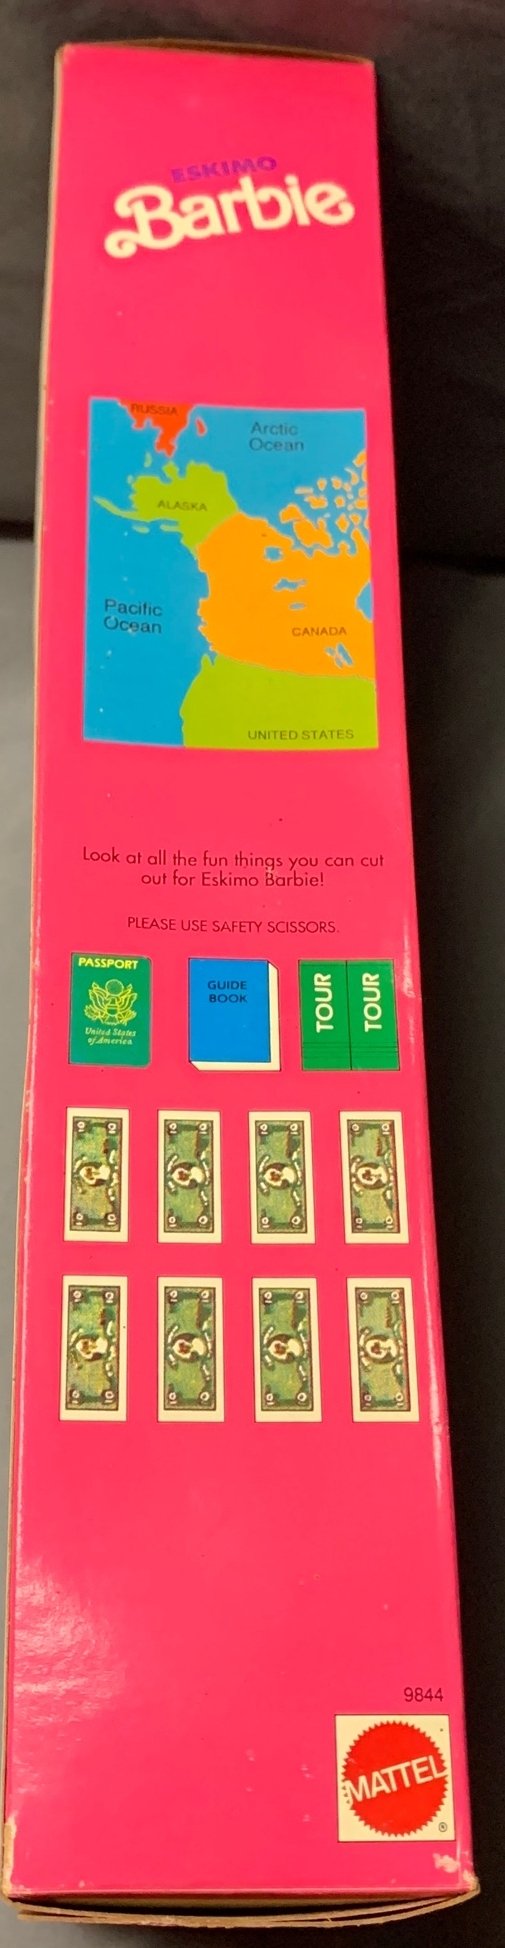 ESKIMO
Barbie
RUSSIA
Arctic
Ocean
ALASKA
Pacific
Ocean
CANADA
UNITED STATES
Look at all the fun things you can cut
out for Eskimo Barbie!
PLEASE USE SAFETY SCISSORS.
PASSPORT
United States
of America
GUIDE
BOOK
TOUR
TOUR
9844
MATTEL
®